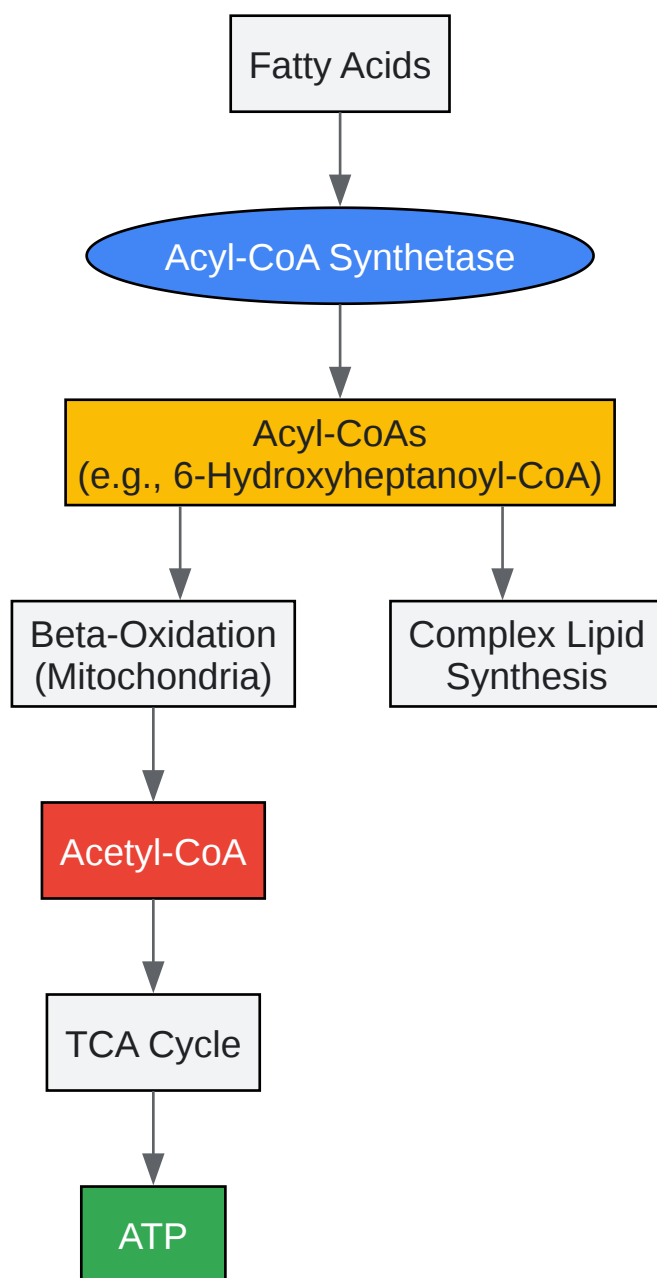 Fatty Acids
Acyl-CoA Synthetase
Acyl-CoAs
(e.g., 6-Hydroxyheptanoyl-CoA)
Beta-Oxidation
(Mitochondria)
Complex Lipid
Synthesis
Acetyl-CoA
TCA Cycle
ATP